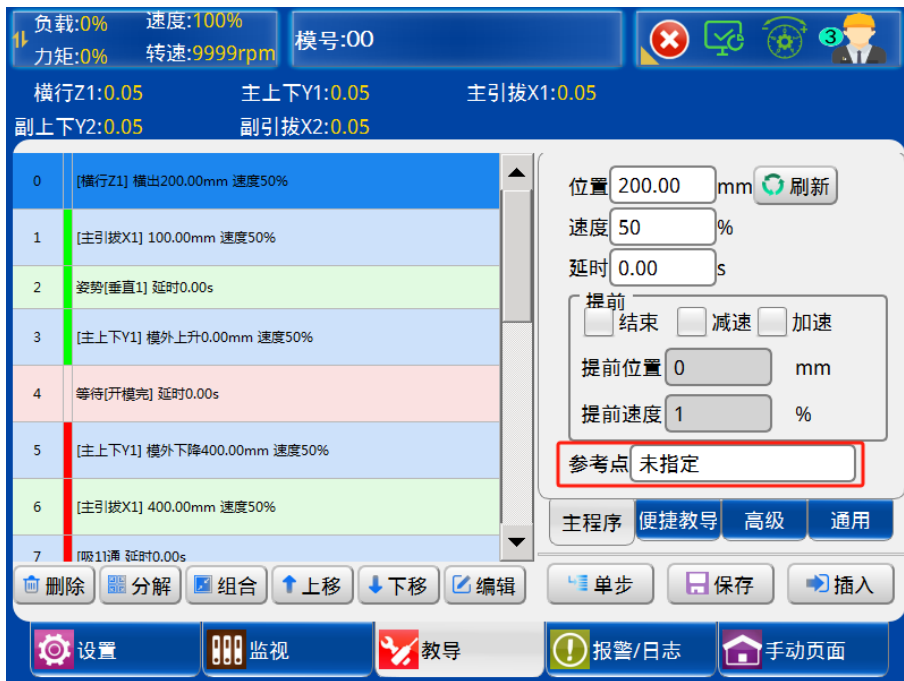 负载:0% 速度:100%
力矩:0% 转速:9999rpm
模号:00
3
横行Z1:0.05 主上下Y1:0.05 主引拔X1:0.05
副上下Y2:0.05 副引拔X2:0.05
0 [横行Z1] 横出200.00mm 速度50%
1 [主引拔X1] 100.00mm 速度50%
2 姿势[垂直1] 延时0.00s
3 [主上下Y1] 模外上升0.00mm 速度50%
4 等待[开模完] 延时0.00s
5 [主上下Y1] 模外下降400.00mm 速度50%
6 [主引拔X1] 400.00mm 速度50%
7 [吸1]通 延时0.00s
位置 200.00 mm 刷新
速度 50 %
延时 0.00 s
提前
结束 减速 加速
提前位置 0 mm
提前速度 1 %
参考点 未指定
主程序 便捷教导 高级 通用
删除 分解 组合 上移 下移 编辑 单步 保存 插入
设置 监视 教导 报警/日志 手动页面